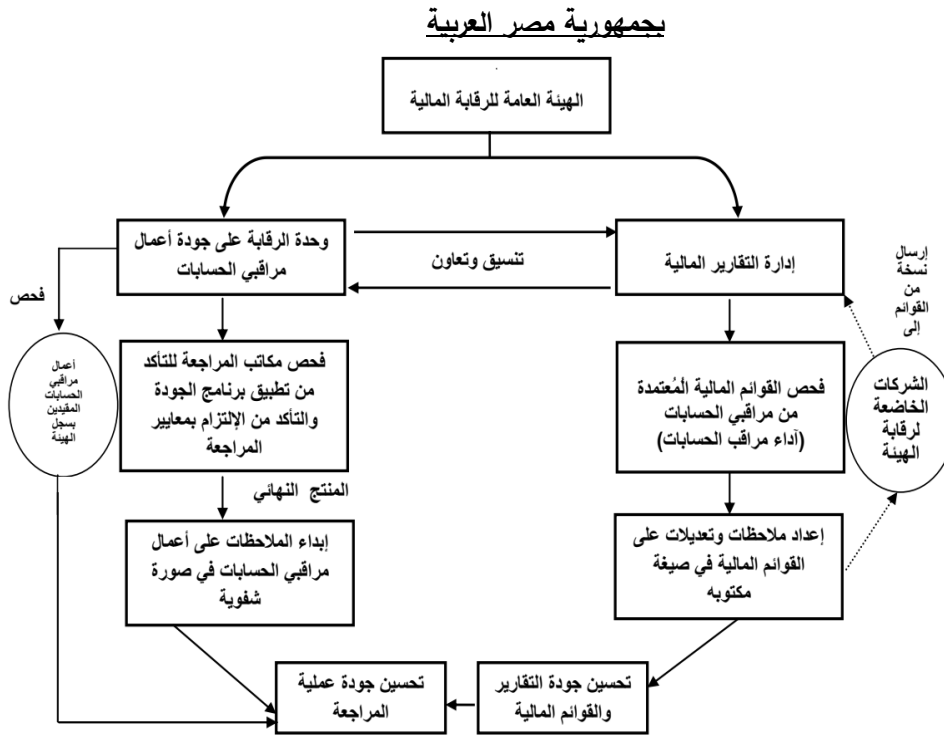 بجمهورية مصر العربية
الهيئة العامة للرقابة المالية
إدارة التقارير المالية
تنسيق وتعاون
وحدة الرقابة على جودة أعمال
مراقبي الحسابات
إرسال
نسخة
من
القوائم
إلى
الشركات
الخاضعة
لرقابة
الهيئة
فحص
أعمال
مراقبي
الحسابات
المقيدين
بسجل
الهيئة
فحص القوائم المالية المُعتمدة
من مراقبي الحسابات
(آداء مراقب الحسابات)
فحص مكاتب المراجعة للتأكد
من تطبيق برنامج الجودة
والتأكد من الإلتزام بمعايير
المراجعة
المنتج النهائي
إعداد ملاحظات وتعديلات على
القوائم المالية في صيغة
مكتوبه
إبداء الملاحظات على أعمال
مراقبي الحسابات في صورة
شفوية
تحسين جودة التقارير
والقوائم المالية
تحسين جودة عملية
المراجعة